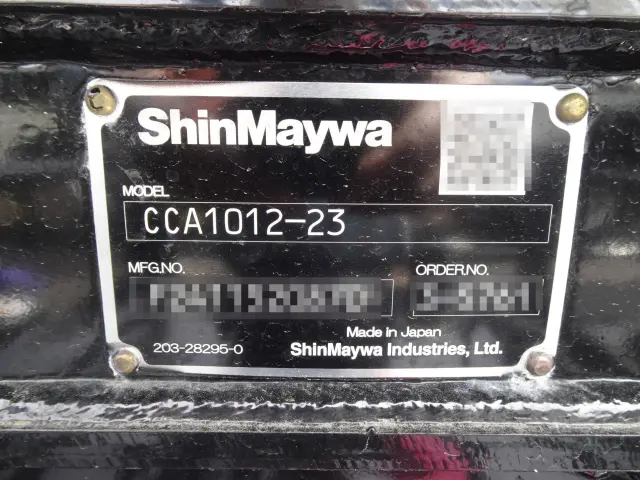 ShinMaywa
MODEL
CCA1012-23
MFG.NO. ORDER.NO.
Made in Japan
203-28295-0 ShinMaywa Industries, Ltd.